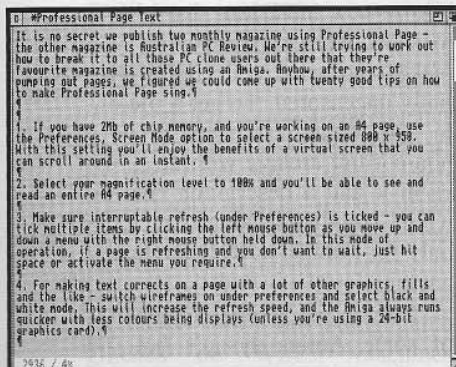 *Professional Page Text
It is no secret we publish two monthly magazine using Professional Page -
the other magazine is Australian PC Review. We're still trying to work out
how to break it to all those PC clone users out there that they're
favourite magazine is created using an Amiga. Anyhow, after years of
pumping out pages, we figured we could come up with twenty good tips on how
to make Professional Page sing.¶
¶
¶
1. If you have 2Mb of chip memory, and you're working on an A4 page, use
the Preferences, Screen Mode option to select a screen sized 800 x 950.
With this setting you'll enjoy the benefits of a virtual screen that you
can scroll around in an instant. ¶
¶
2. Select your magnification level to 100% and you'll be able to see and
read an entire A4 page.¶
¶
3. Make sure interruptable refresh (under Preferences) is ticked - you can
tick multiple items by clicking the left mouse button as you move up and
down a menu with the right mouse button held down. In this mode of
operation, if a page is refreshing and you don't want to wait, just hit
space or activate the menu you require.¶
¶
4. For making text corrects on a page with a lot of other graphics, fills
and the like - switch wireframes on under preferences and select black and
white mode. This will increase the refresh speed, and the Amiga always runs
quicker with less colours being displays (unless you're using a 24-bit
graphics card).¶
¶
2936 / 4%